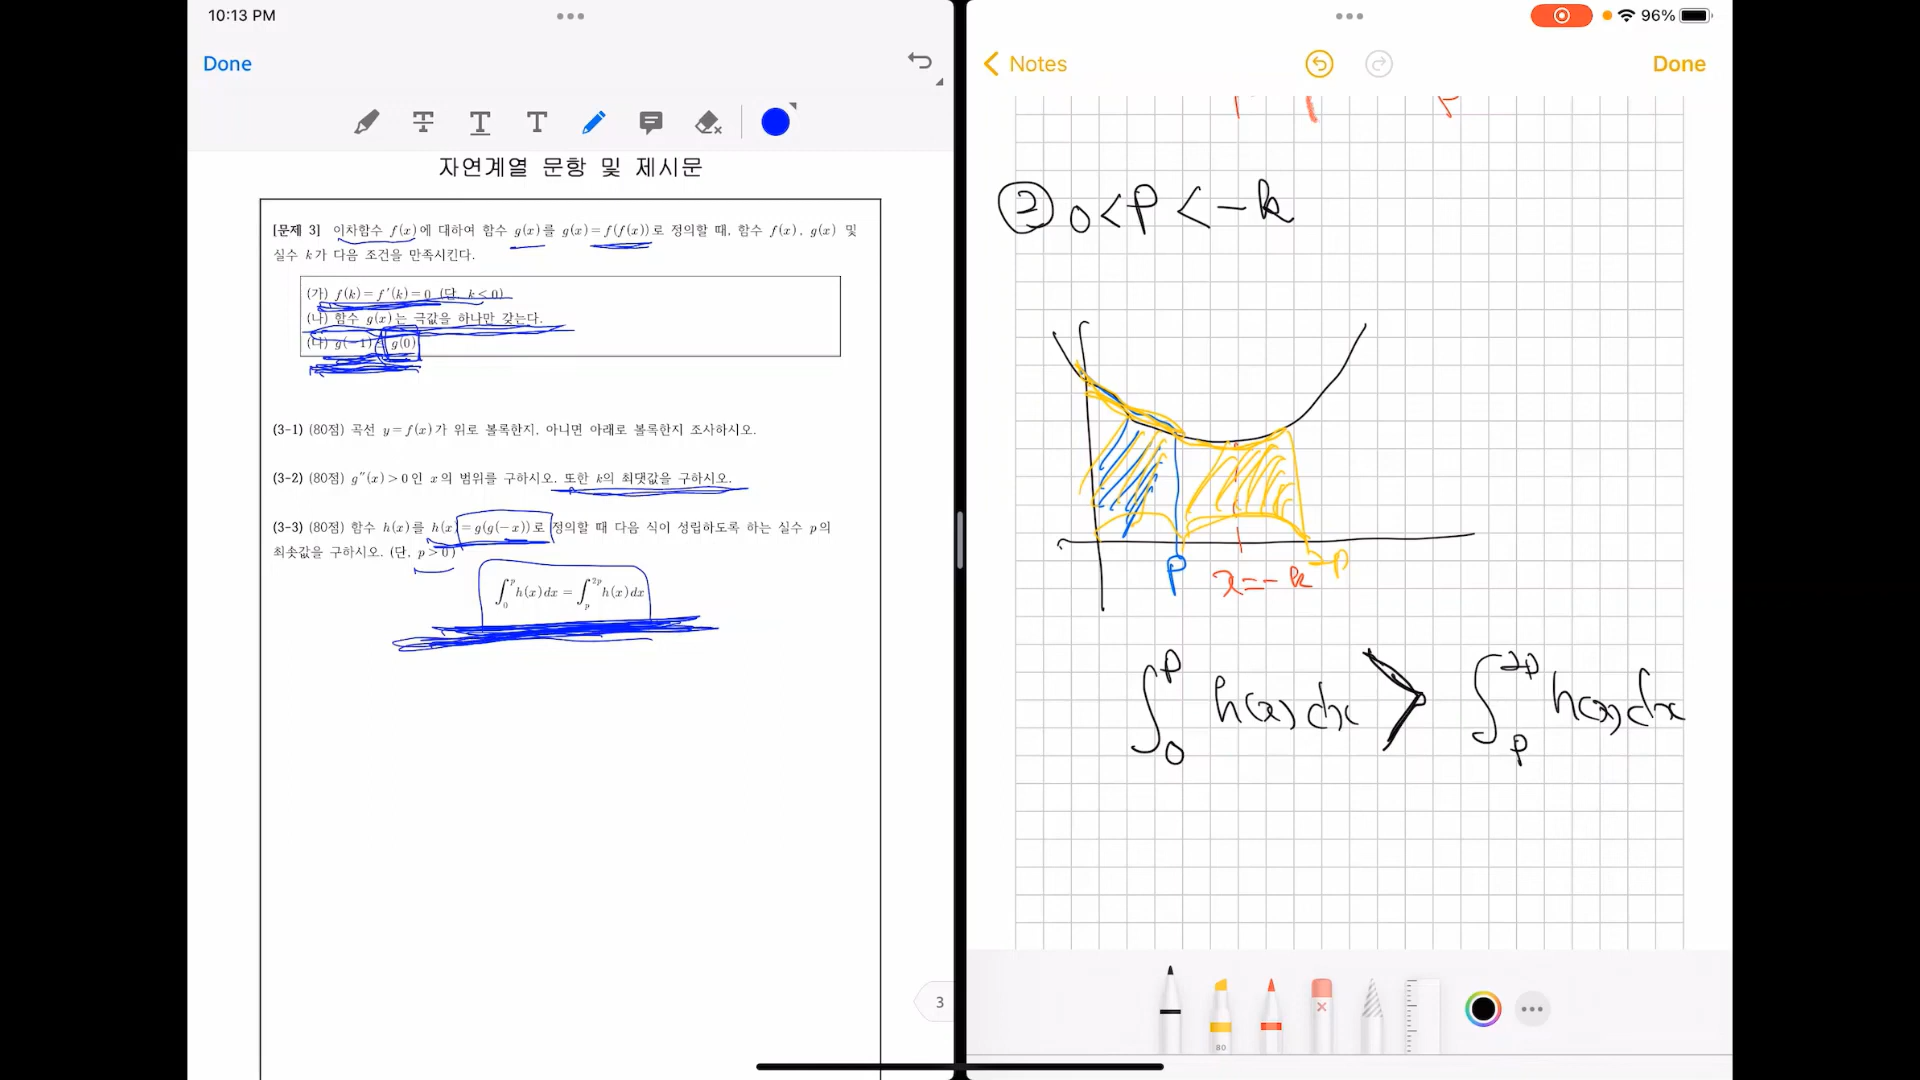 10:13 PM
Done
자연계열 문항 및 제시문
[문제 3] 이차함수 f(x)에 대하여 함수 g(x)를 g(x)=f(f(x))로 정의할 때, 함수 f(x), g(x) 및
실수 k가 다음 조건을 만족시킨다.
(가) f(k)=f′(k)=0 (단, k<0)
(나) 함수 g(x)는 극값을 하나만 갖는다.
(다) g(−1) g(0)
(3-1) (80점) 곡선 y=f(x)가 위로 볼록한지, 아니면 아래로 볼록한지 조사하시오.
(3-2) (80점) g″(x)>0인 x의 범위를 구하시오. 또한 k의 최댓값을 구하시오.
(3-3) (80점) 함수 h(x)를 h(x)=g(g(−x))로 정의할 때 다음 식이 성립하도록 하는 실수 p의
최솟값을 구하시오. (단, p>0)
∫₀^p h(x)dx = ∫_p^{2p} h(x)dx
3
96%
Notes
Done
② 0<p<-k
p
x=-k
2p
∫₀^p h(x)dx > ∫_p^{2p} h(x)dx
80